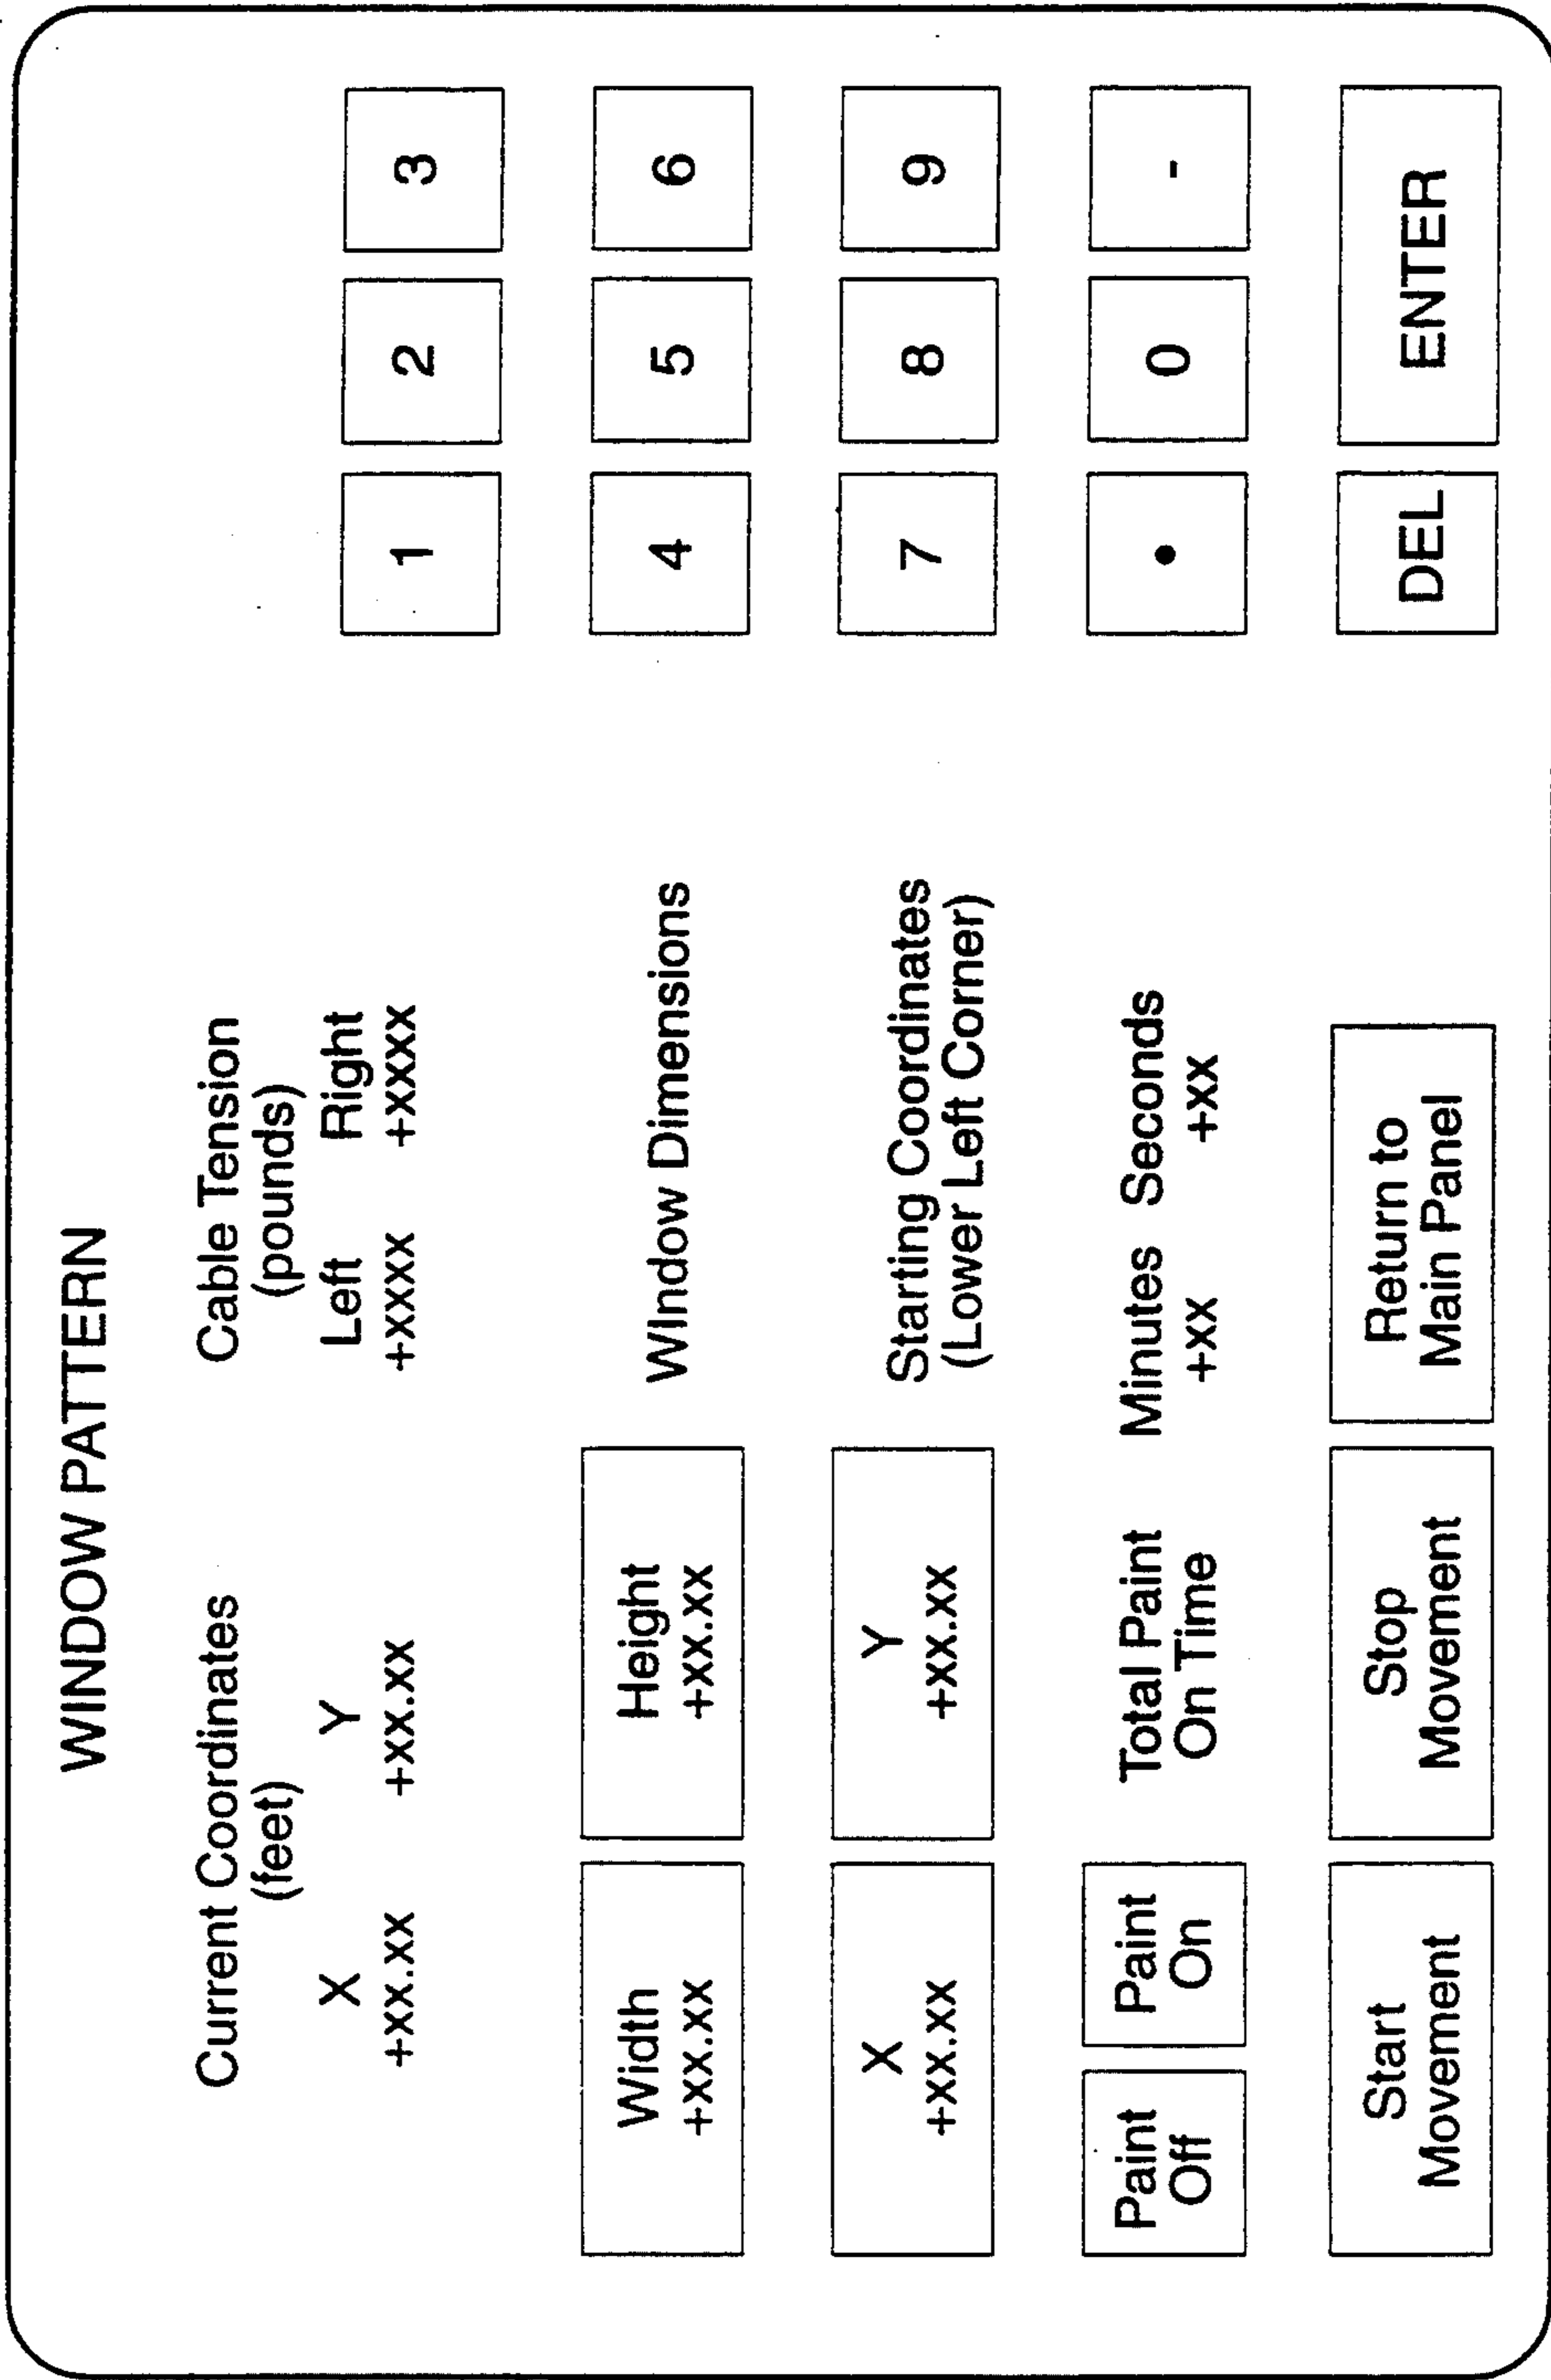 WINDOW PATTERN
Current Coordinates
(feet)
X Y
+xx.xx +xx.xx
Cable Tension
(pounds)
Left Right
+xxxx +xxxx
1 2 3
Width
+xx.xx
Height
+xx.xx
WIndow Dimensions
4 5 6
X
+xx.xx
Y
+xx.xx
Starting Coordinates
(Lower Left Corner)
7 8 9
Paint
Off
Paint
On
Total Paint
On Time
Minutes Seconds
+xx +xx
• 0 -
Start
Movement
Stop
Movement
Return to
Main Panel
DEL ENTER